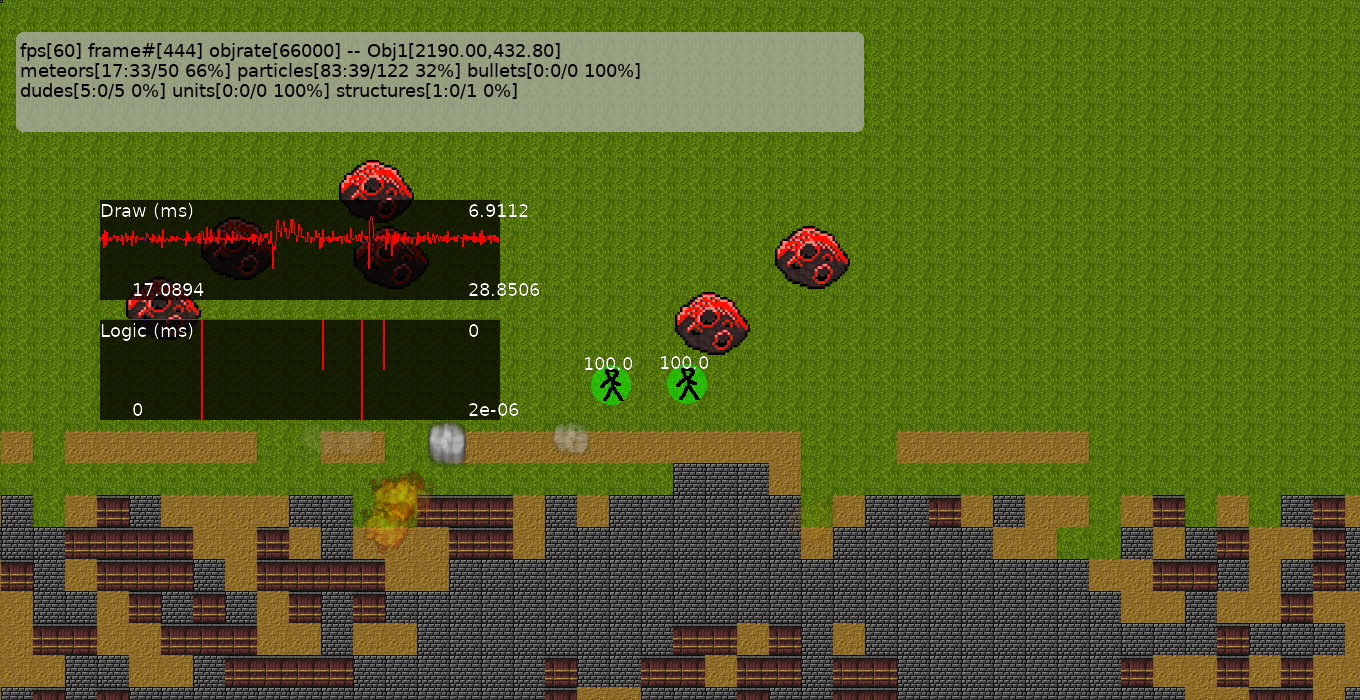 fps[60] frame#[444] objrate[66000] -- Obj1[2190.00,432.80]
meteors[17:33/50 66%] particles[83:39/122 32%] bullets[0:0/0 100%]
dudes[5:0/5 0%] units[0:0/0 100%] structures[1:0/1 0%]
Draw (ms) 6.9112
17.0894 28.8506
Logic (ms) 0
0 2e-06
100.0 100.0